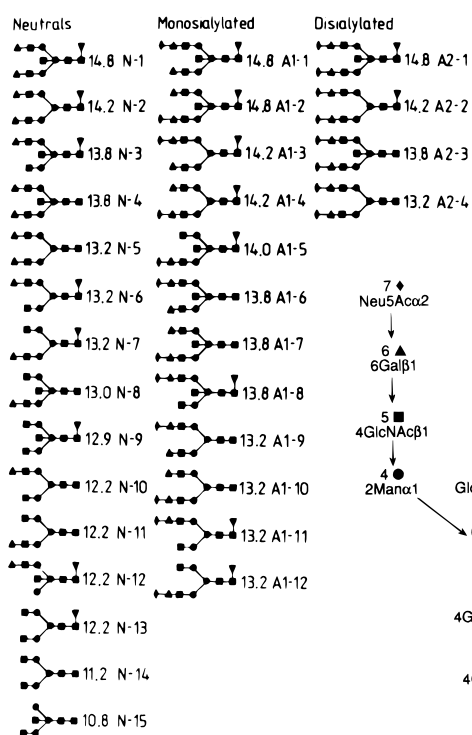 Neutrals
14.8 N-1
14.2 N-2
13.8 N-3
13.8 N-4
13.2 N-5
13.2 N-6
13.2 N-7
13.0 N-8
12.9 N-9
12.2 N-10
12.2 N-11
12.2 N-12
12.2 N-13
11.2 N-14
10.8 N-15
Monosialylated
14.8 A1-1
14.8 A1-2
14.2 A1-3
14.2 A1-4
14.0 A1-5
13.8 A1-6
13.8 A1-7
13.8 A1-8
13.2 A1-9
13.2 A1-10
13.2 A1-11
13.2 A1-12
Disialylated
14.8 A2-1
14.2 A2-2
13.8 A2-3
13.2 A2-4
7
Neu5Acα2
6
6Galβ1
5
4GlcNAcβ1
4
2Manα1
Glc
4G